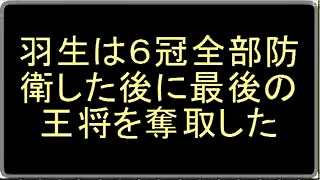 羽生は６冠全部防
衛した後に最後の
王将を奪取した